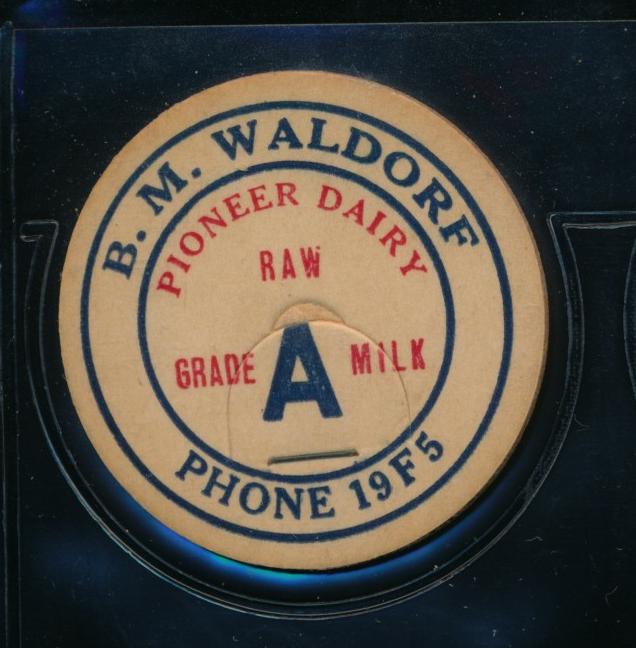 B. M. WALDORF
PIONEER DAIRY
RAW
GRADE A MILK
PHONE 19F5